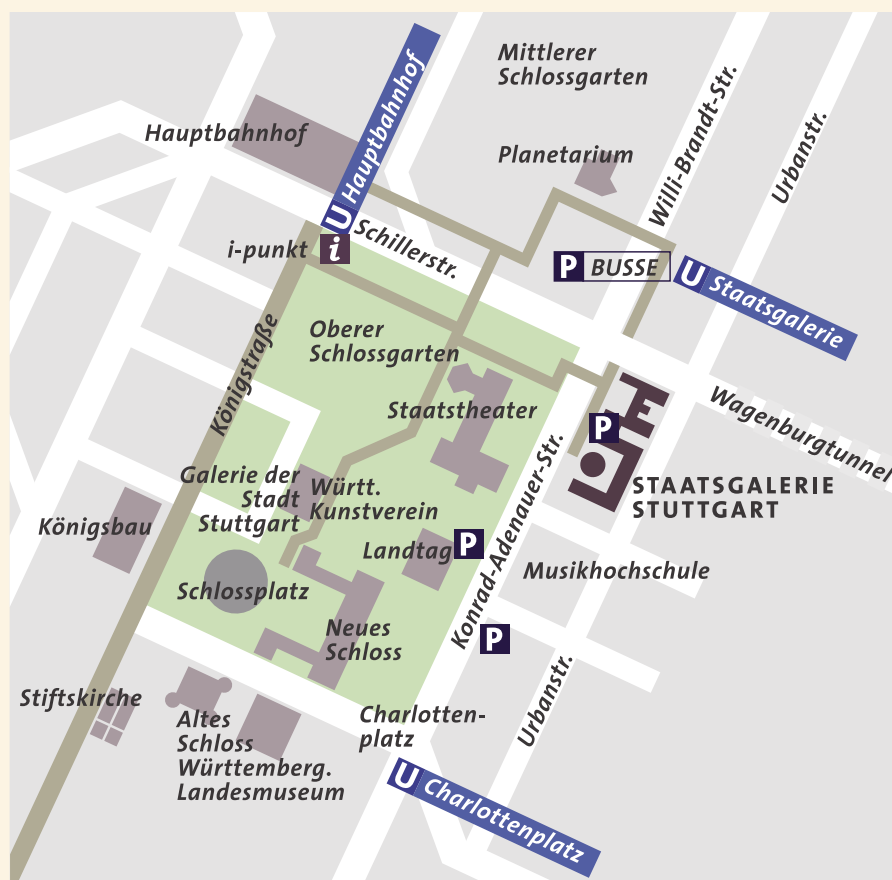 Mittlerer
Schlossgarten
Hauptbahnhof
U Hauptbahnhof
Planetarium
Willi-Brandt-Str.
Urbanstr.
i-punkt i
Schillerstr.
P BUSSE
U Staatsgalerie
Oberer
Schlossgarten
Königstraße
Staatstheater
P
Wagenburgtunnel
Galerie der
Stadt
Stuttgart
Württ.
Kunstverein
STAATSGALERIE
STUTTGART
Königsbau
Landtag
P
Konrad-Adenauer-Str.
Musikhochschule
Schlossplatz
Neues
Schloss
P
Urbanstr.
Stiftskirche
Altes
Schloss
Württemberg.
Landesmuseum
Charlotten-
platz
U Charlottenplatz